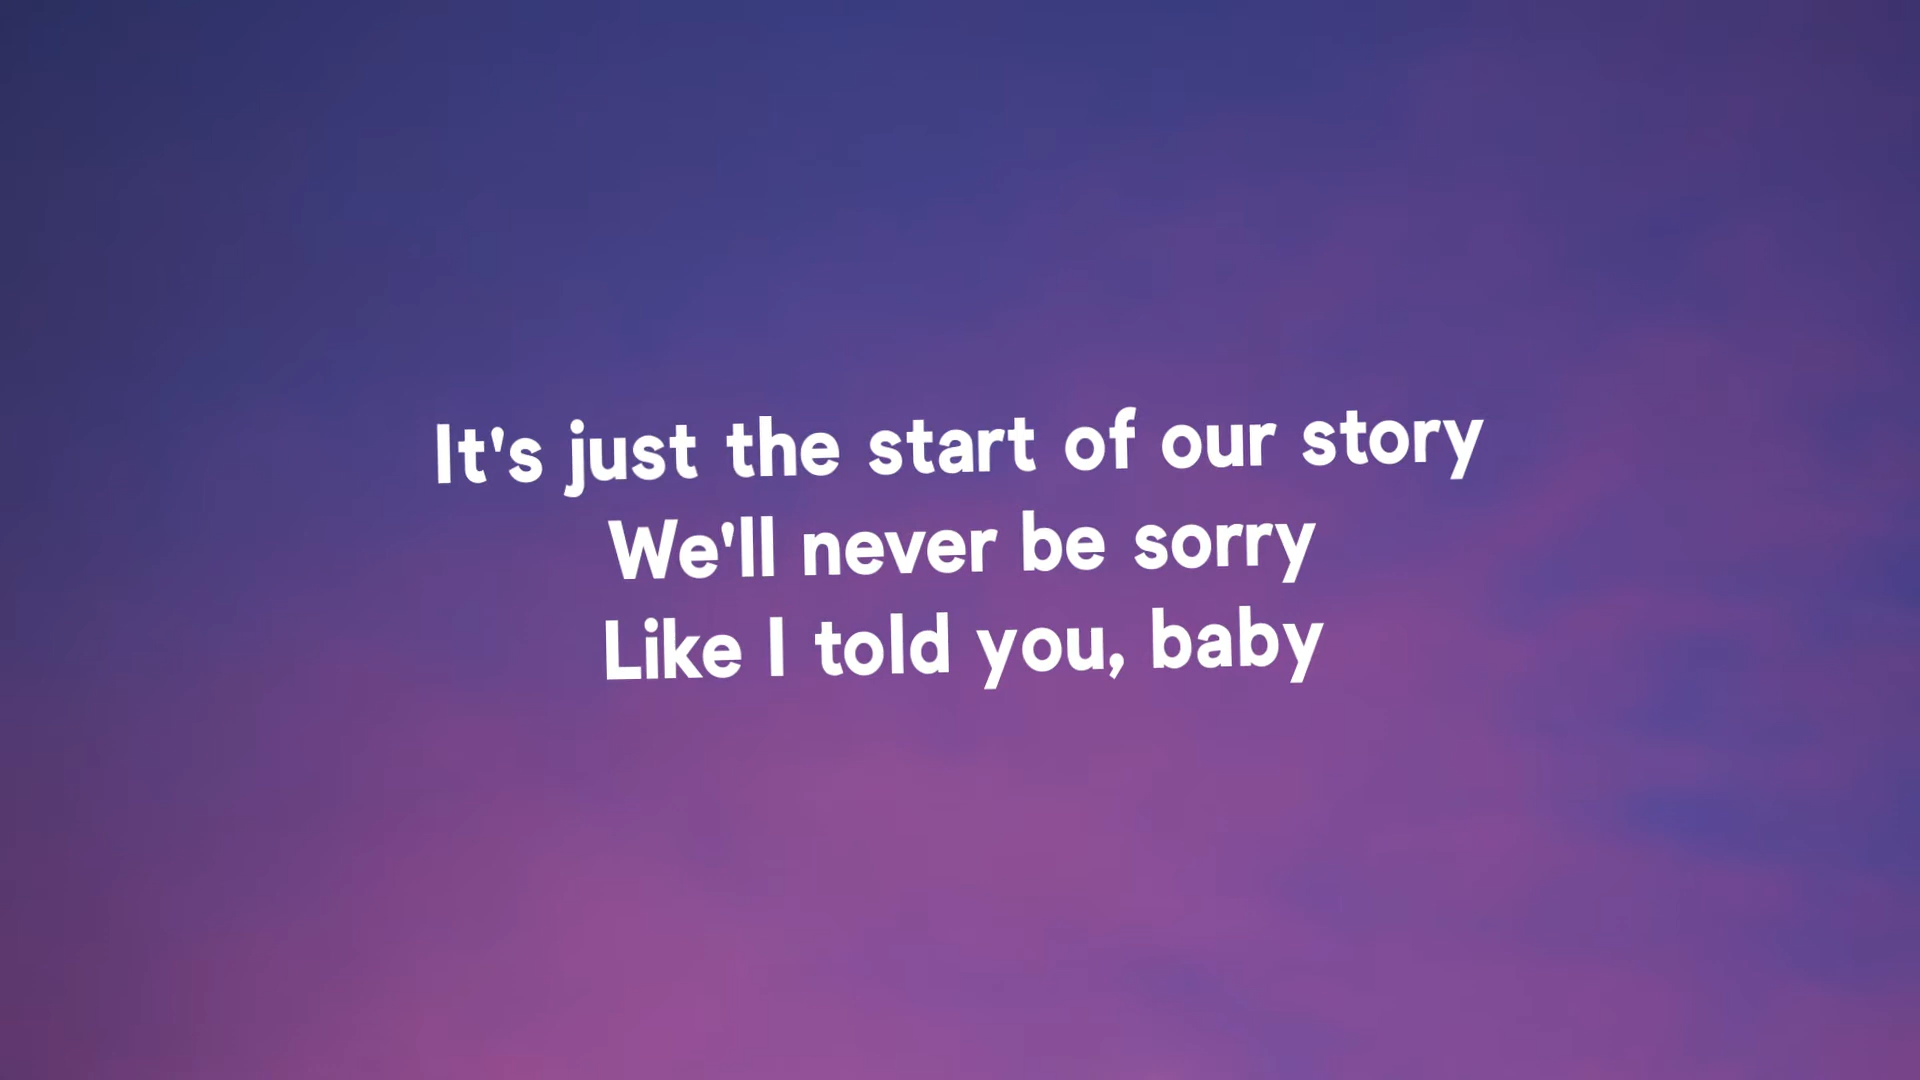 It's just the start of our story
We'll never be sorry
Like I told you, baby